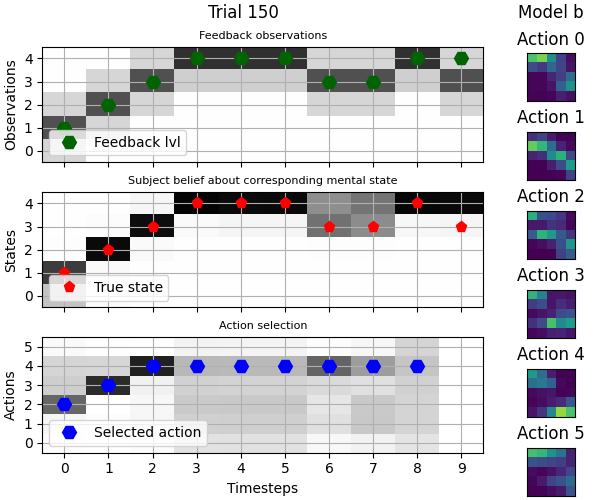 Trial 150
Model b
Feedback observations
Observations
4
3
2
1
0
Feedback lvl
Subject belief about corresponding mental state
States
4
3
2
1
0
True state
Action selection
Actions
5
4
3
2
1
0
Selected action
0 1 2 3 4 5 6 7 8 9
Timesteps
Action 0
Action 1
Action 2
Action 3
Action 4
Action 5